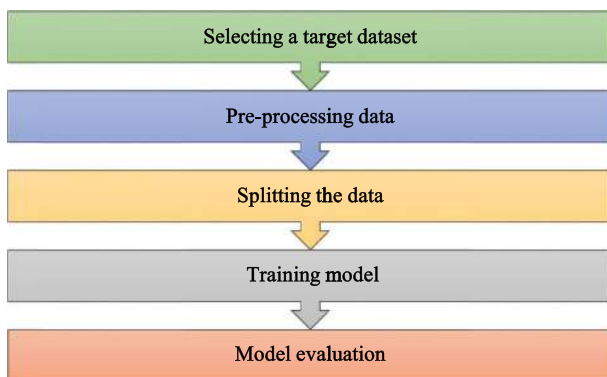 Selecting a target dataset
Pre-processing data
Splitting the data
Training model
Model evaluation